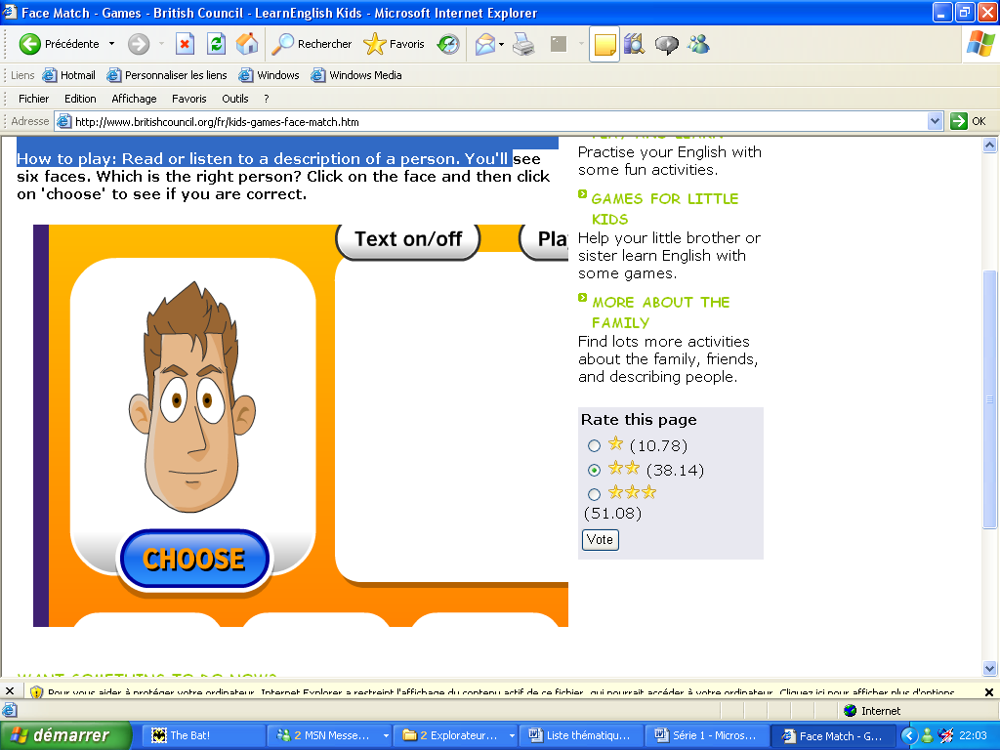 Face Match - Games - British Council - LearnEnglish Kids - Microsoft Internet Explorer
Précédente Rechercher Favoris
Liens Hotmail Personnaliser les liens Windows Windows Media
Fichier Edition Affichage Favoris Outils ?
Adresse http://www.britishcouncil.org/fr/kids-games-face-match.htm OK
How to play: Read or listen to a description of a person. You'll see
six faces. Which is the right person? Click on the face and then click
on 'choose' to see if you are correct.
Text on/off
CHOOSE
Practise your English with
some fun activities.
GAMES FOR LITTLE
KIDS
Help your little brother or
sister learn English with
some games.
MORE ABOUT THE
FAMILY
Find lots more activities
about the family, friends,
and describing people.
Rate this page
(10.78)
(38.14)
(51.08)
Vote
WANT SOMETHING TO DO NOW?
Pour vous aider à protéger votre ordinateur, Internet Explorer a restreint l'affichage du contenu actif de ce fichier, qui pourrait accéder à votre ordinateur. Cliquez ici pour afficher plus d'options.
Internet
démarrer The Bat! 2 MSN Messe... 2 Explorateur... Liste thématiqu... Série 1 - Micros... Face Match - G... 22:03